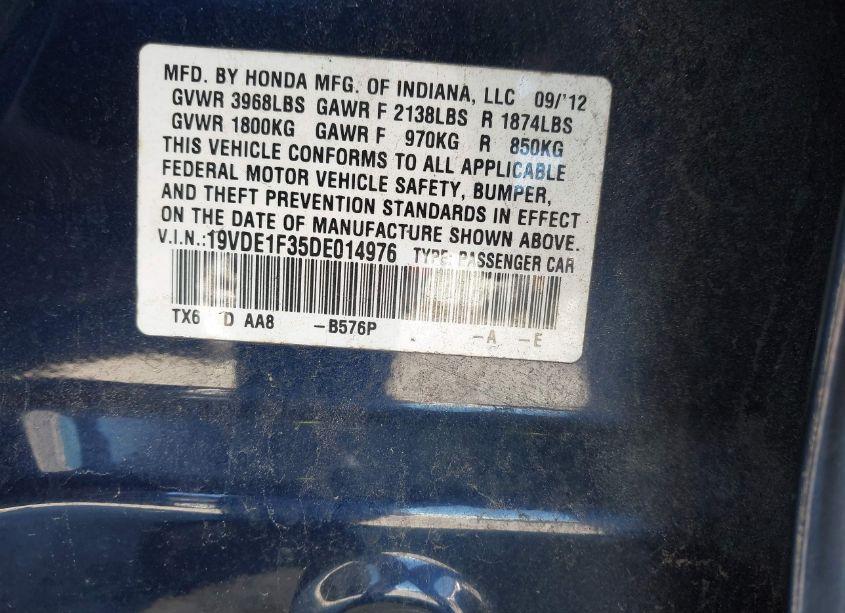 MFD. BY HONDA MFG. OF INDIANA, LLC 09/'12
GVWR 3968LBS GAWR F 2138LBS R 1874LBS
GVWR 1800KG GAWR F 970KG R 850KG
THIS VEHICLE CONFORMS TO ALL APPLICABLE
FEDERAL MOTOR VEHICLE SAFETY, BUMPER,
AND THEFT PREVENTION STANDARDS IN EFFECT
ON THE DATE OF MANUFACTURE SHOWN ABOVE.
V.I.N.:19VDE1F35DE014976 TYPE: PASSENGER CAR
TX6 D AA8 -B576P -A -E